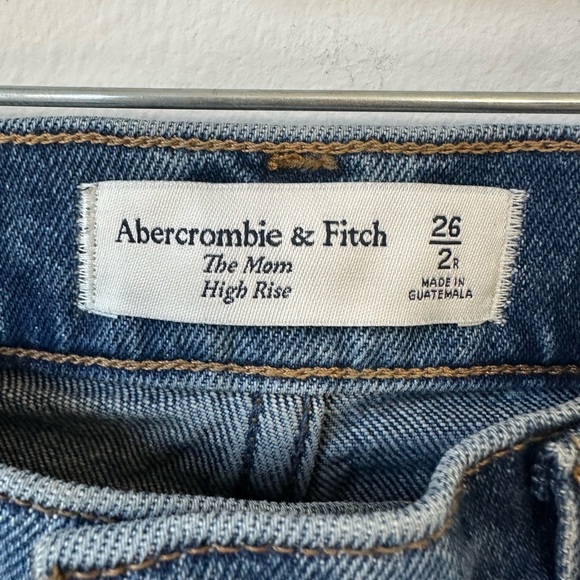 Abercrombie & Fitch
The Mom
High Rise
26
2R
MADE IN
GUATEMALA